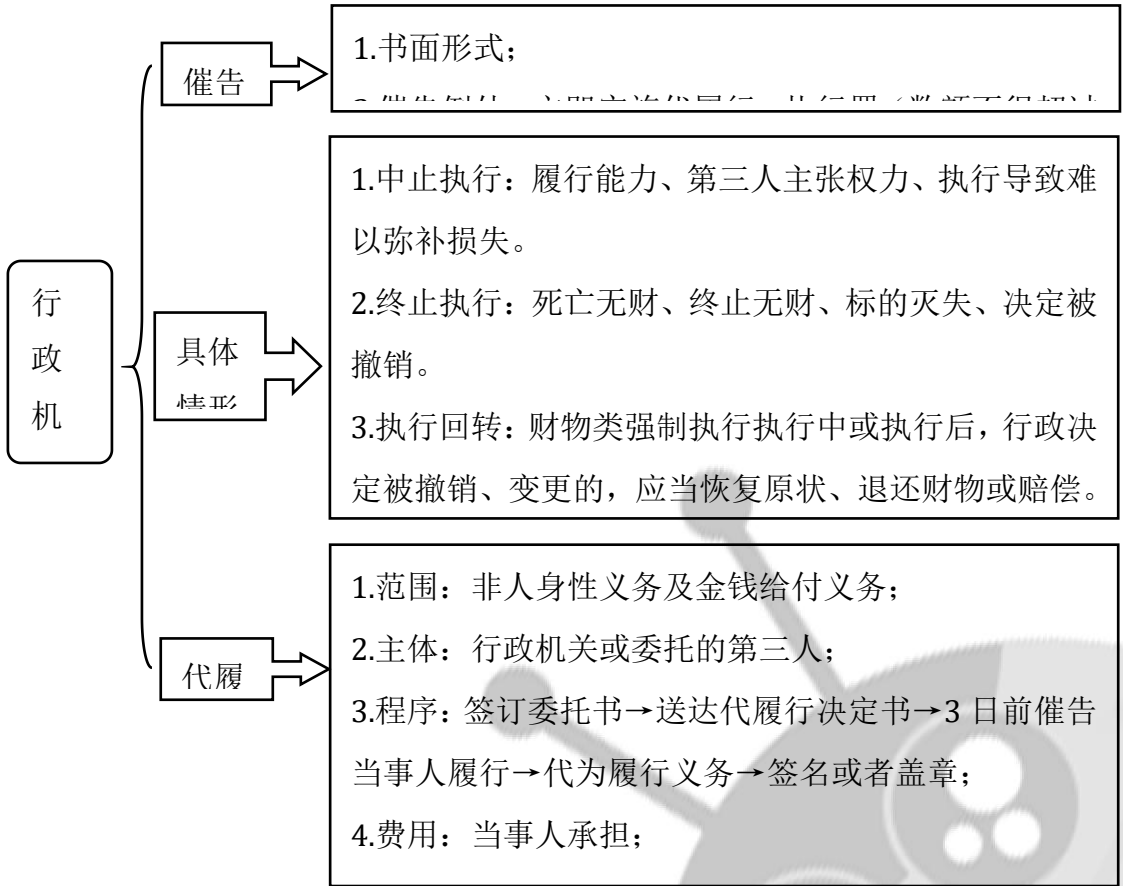 行
政
机
催告
1.书面形式;
具体
情形
1.中止执行：履行能力、第三人主张权力、执行导致难
以弥补损失。
2.终止执行：死亡无财、终止无财、标的灭失、决定被
撤销。
3.执行回转：财物类强制执行执行中或执行后，行政决
定被撤销、变更的，应当恢复原状、退还财物或赔偿。
代履
1.范围：非人身性义务及金钱给付义务；
2.主体：行政机关或委托的第三人；
3.程序：签订委托书→送达代履行决定书→3 日前催告
当事人履行→代为履行义务→签名或者盖章；
4.费用：当事人承担；